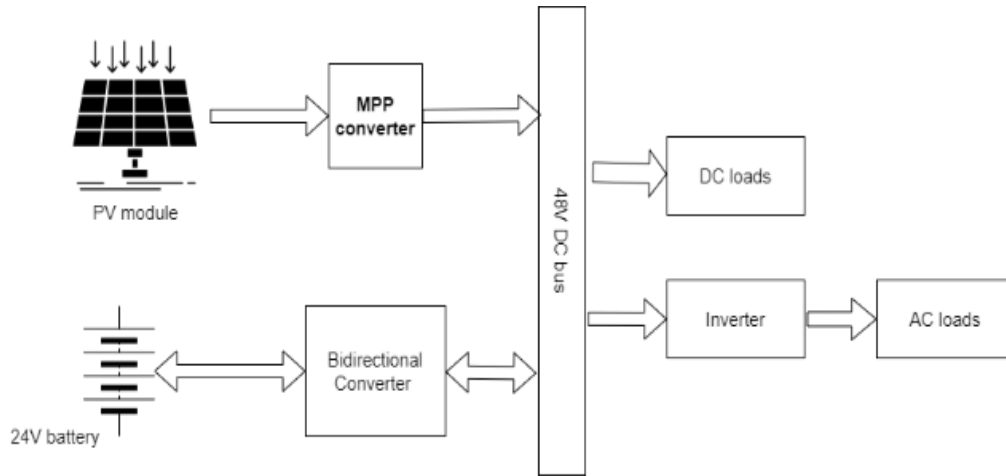 MPP
converter
PV module
48V DC bus
DC loads
Inverter
AC loads
Bidirectional
Converter
24V battery